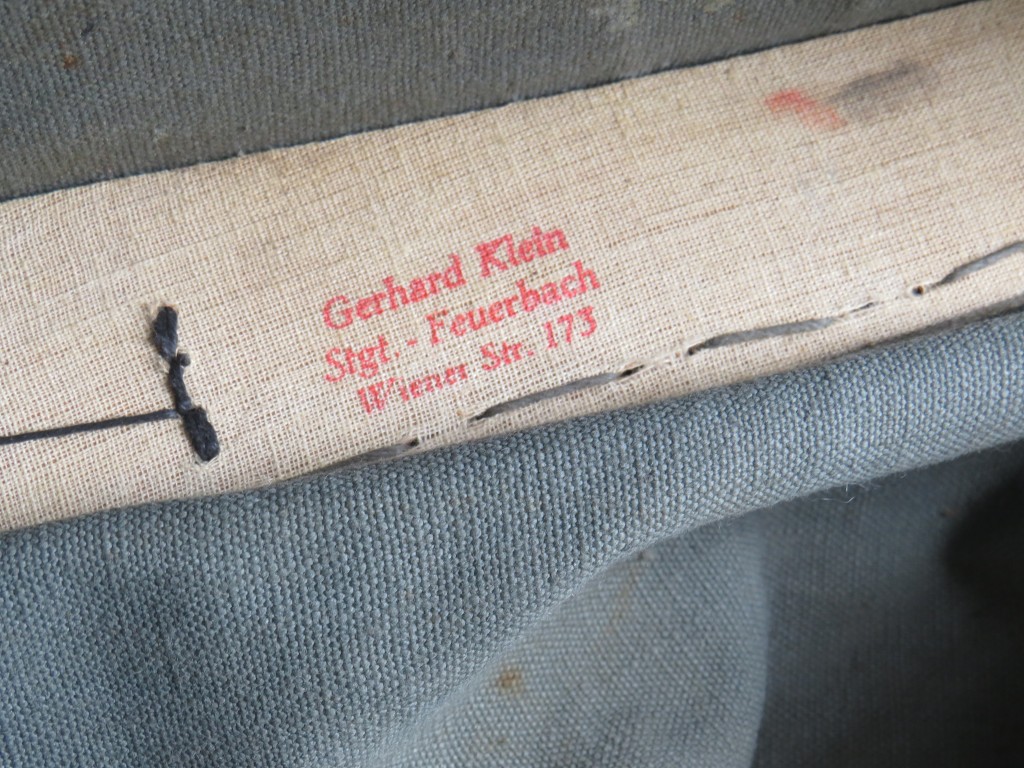 Gerhard Klein
Stgt. - Feuerbach
Wiener Str. 173